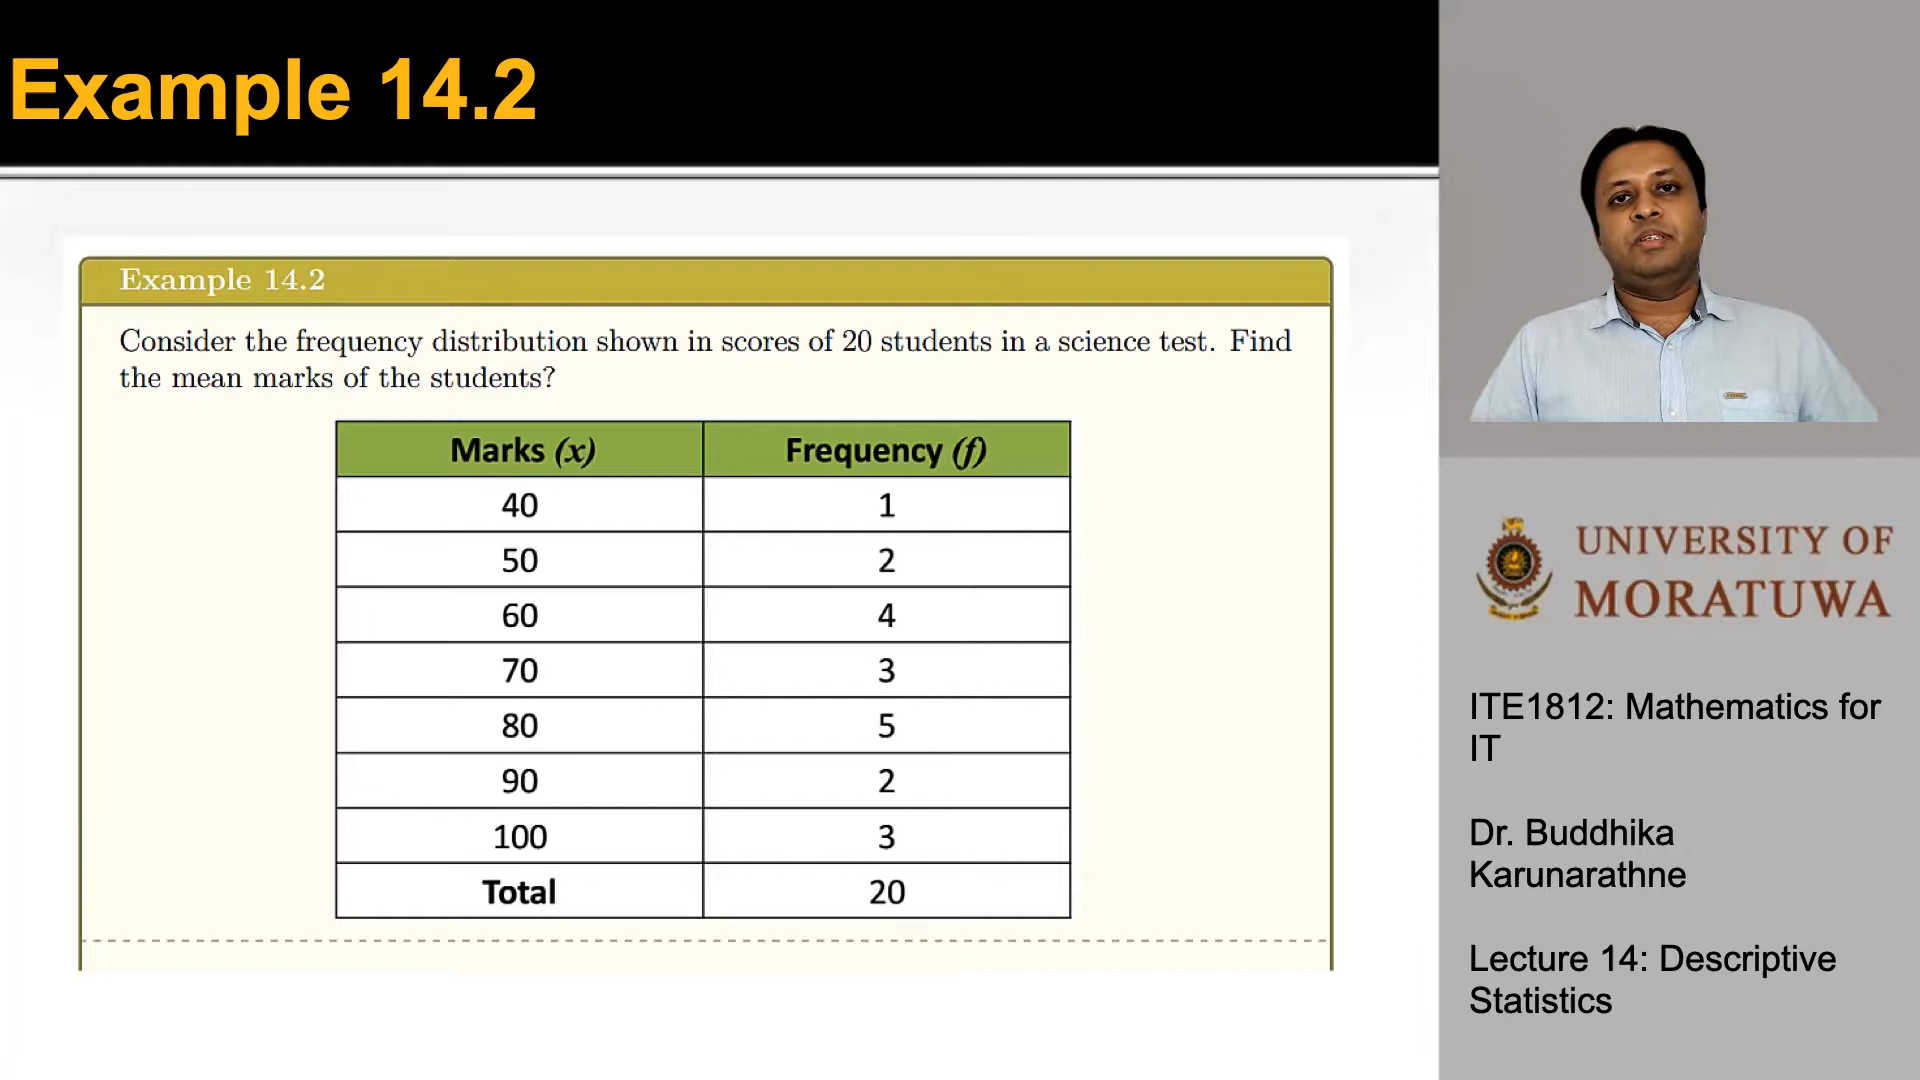 Example 14.2
Example 14.2
Consider the frequency distribution shown in scores of 20 students in a science test. Find
the mean marks of the students?
Marks (x) Frequency (f)
40 1
50 2
60 4
70 3
80 5
90 2
100 3
Total 20
UNIVERSITY OF
MORATUWA
ITE1812: Mathematics for
IT
Dr. Buddhika
Karunarathne
Lecture 14: Descriptive
Statistics